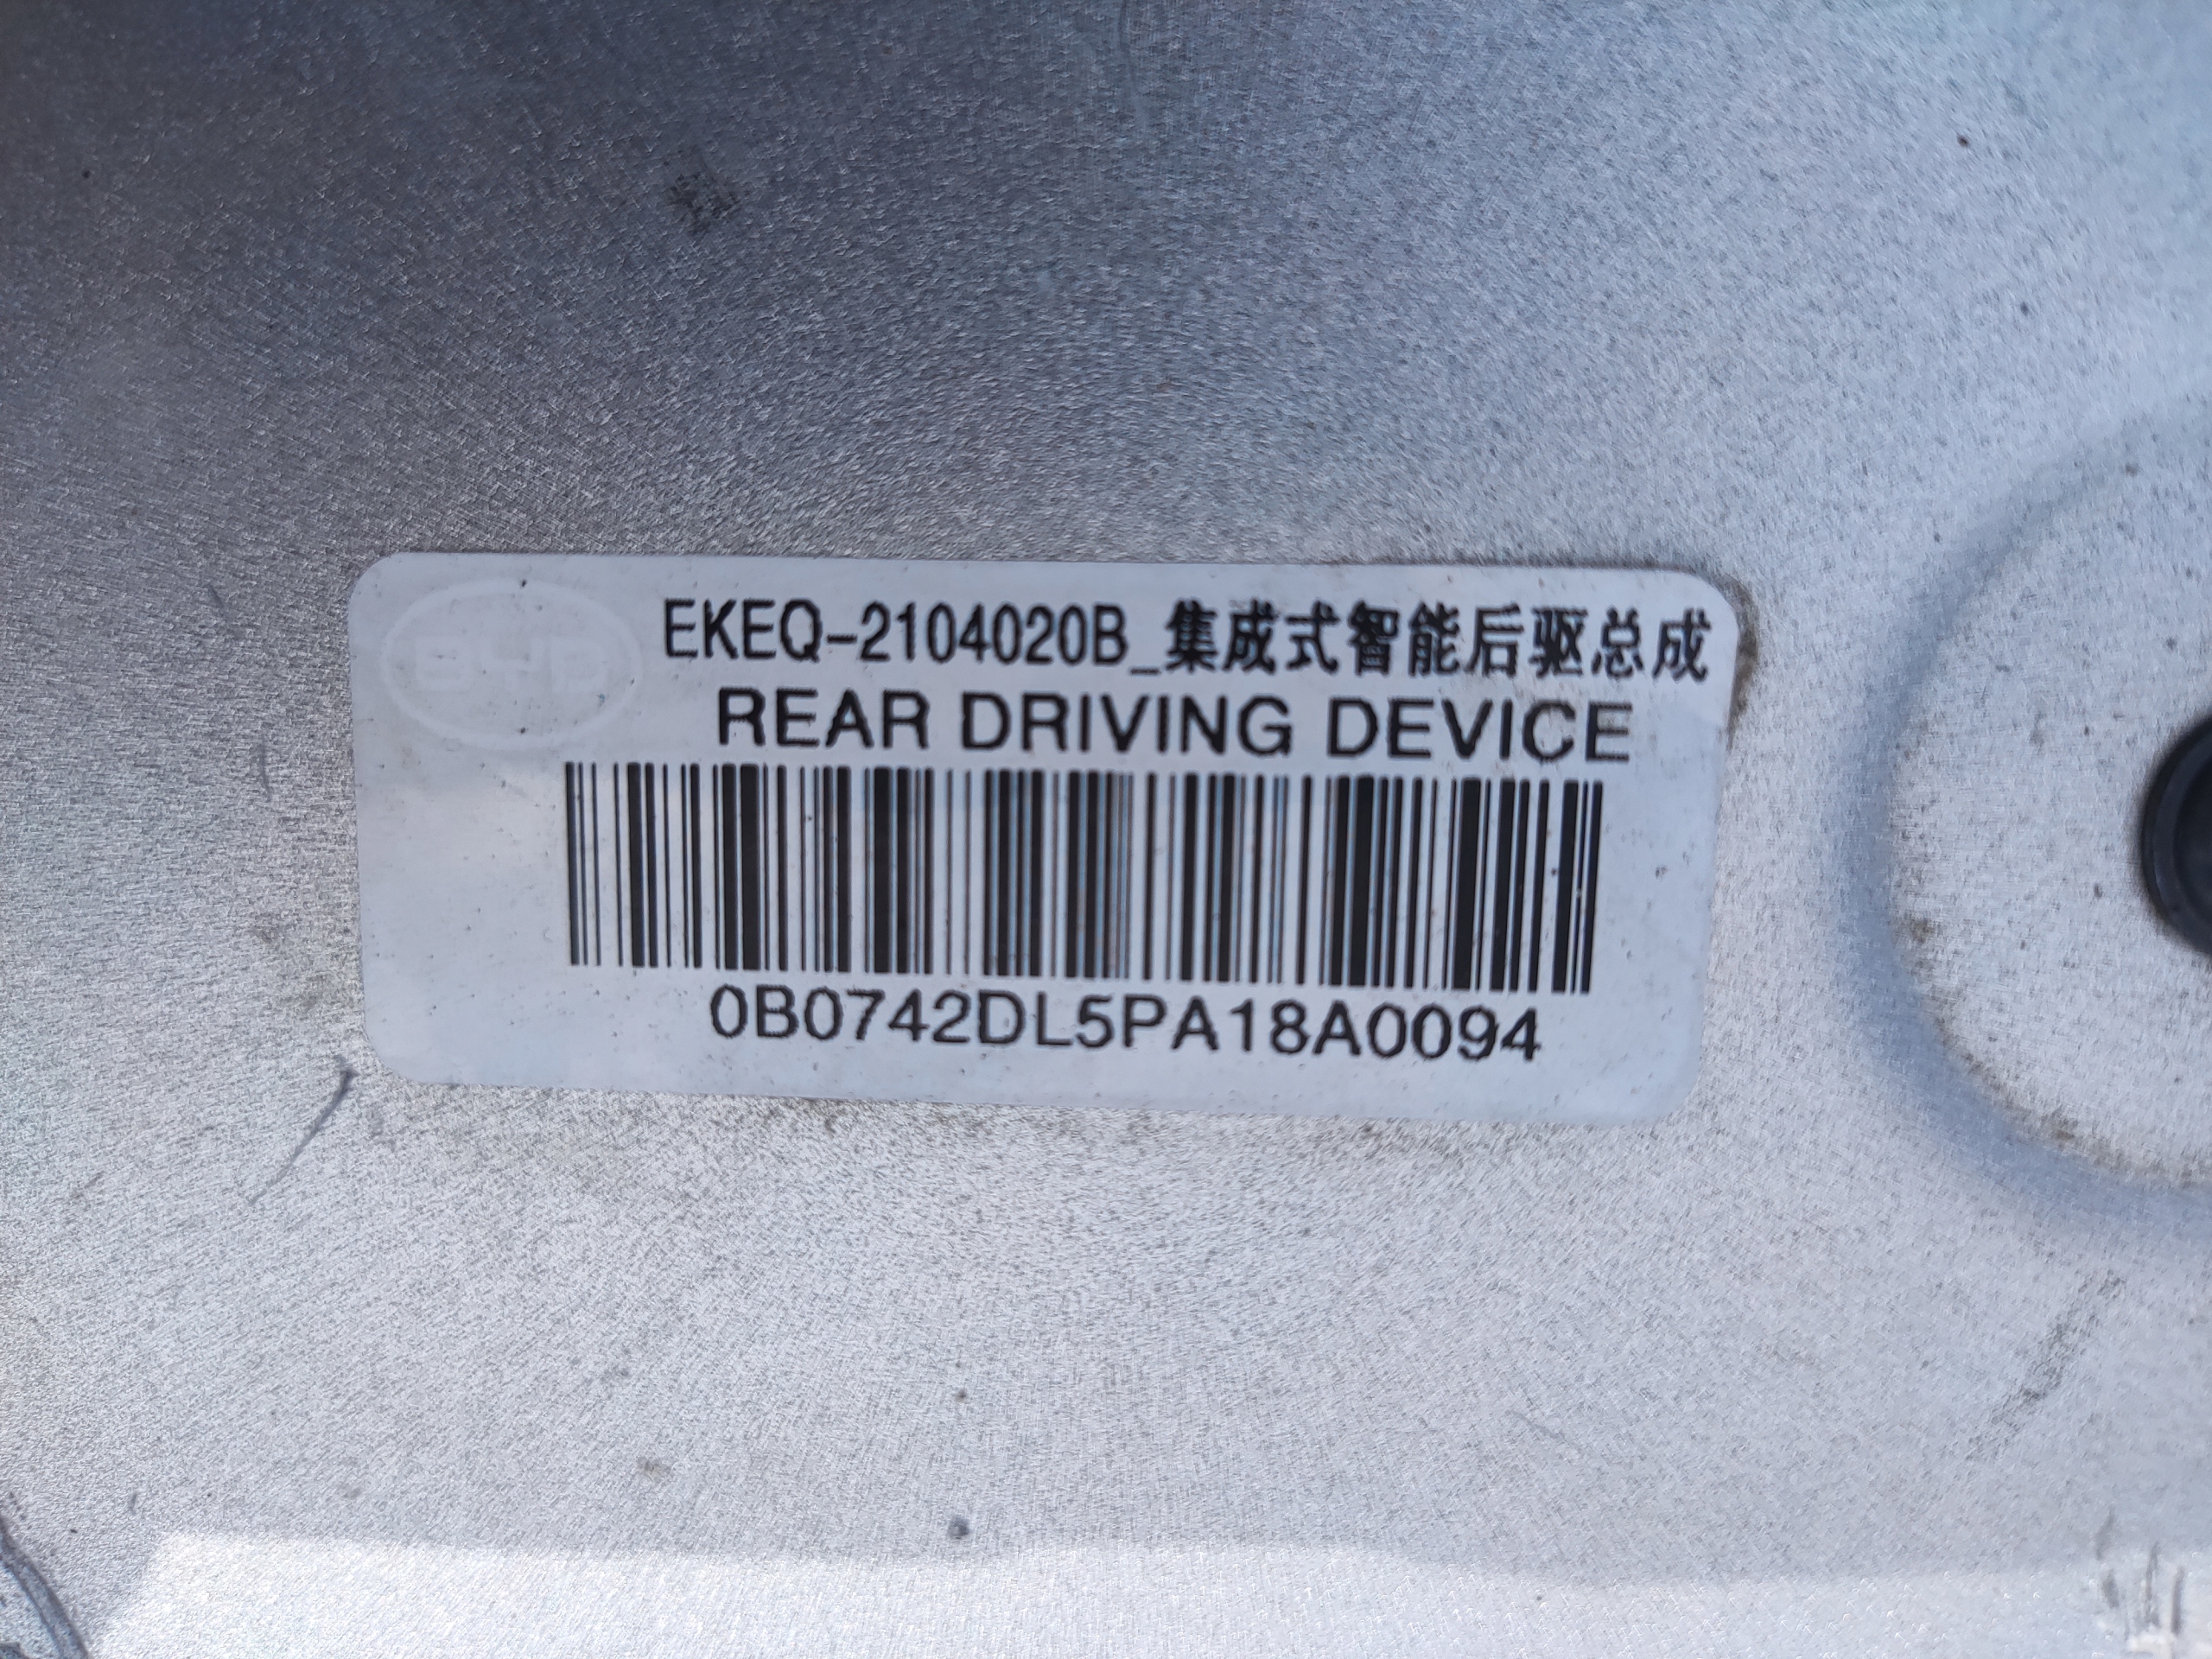 BYD
EKEQ-2104020B_集成式智能后驱总成
REAR DRIVING DEVICE
0B0742DL5PA18A0094